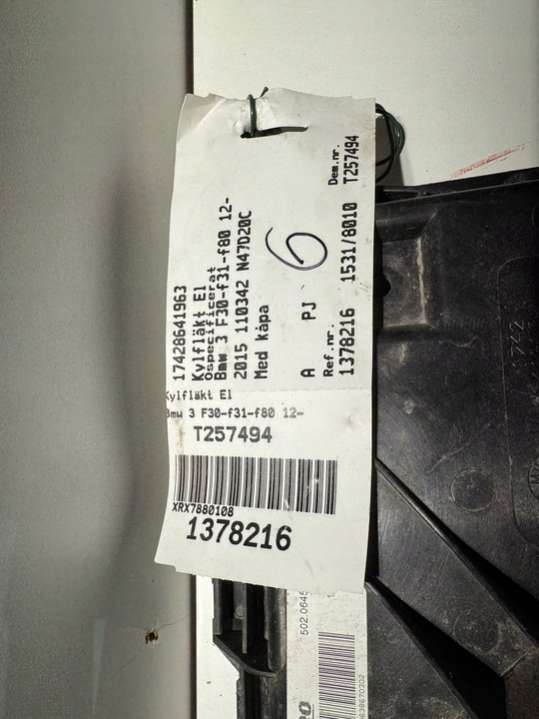 17428641963
Kylfläkt El
Ospecificerat
Bmw 3 F30-f31-f80 12-
2015 110342 N47D20C
Med kåpa
6
A PJ
Ref.nr. Dem.nr.
1378216 1531/8010 T257494
Kylfläkt El
Bmw 3 F30-f31-f80 12-
T257494
XRX7880108
1378216
742